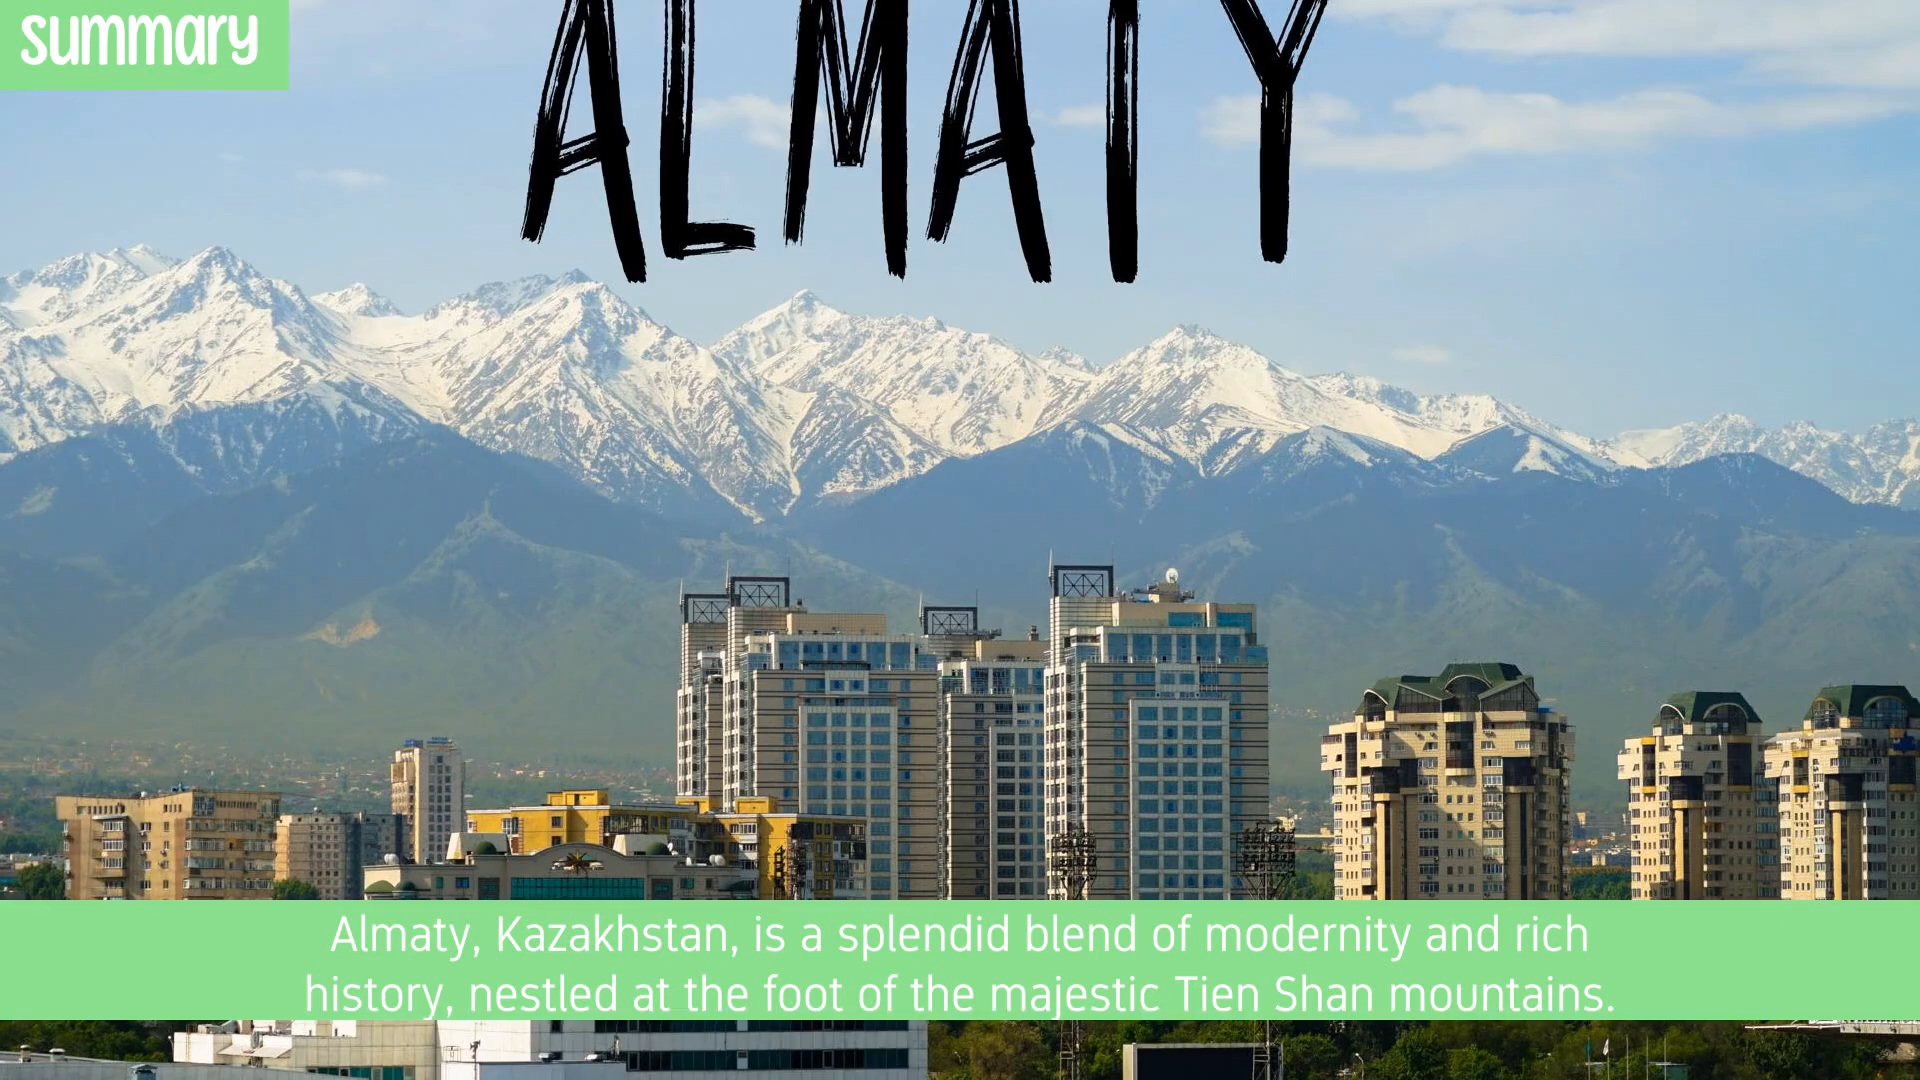 summary
ALMATY
Almaty, Kazakhstan, is a splendid blend of modernity and rich
history, nestled at the foot of the majestic Tien Shan mountains.